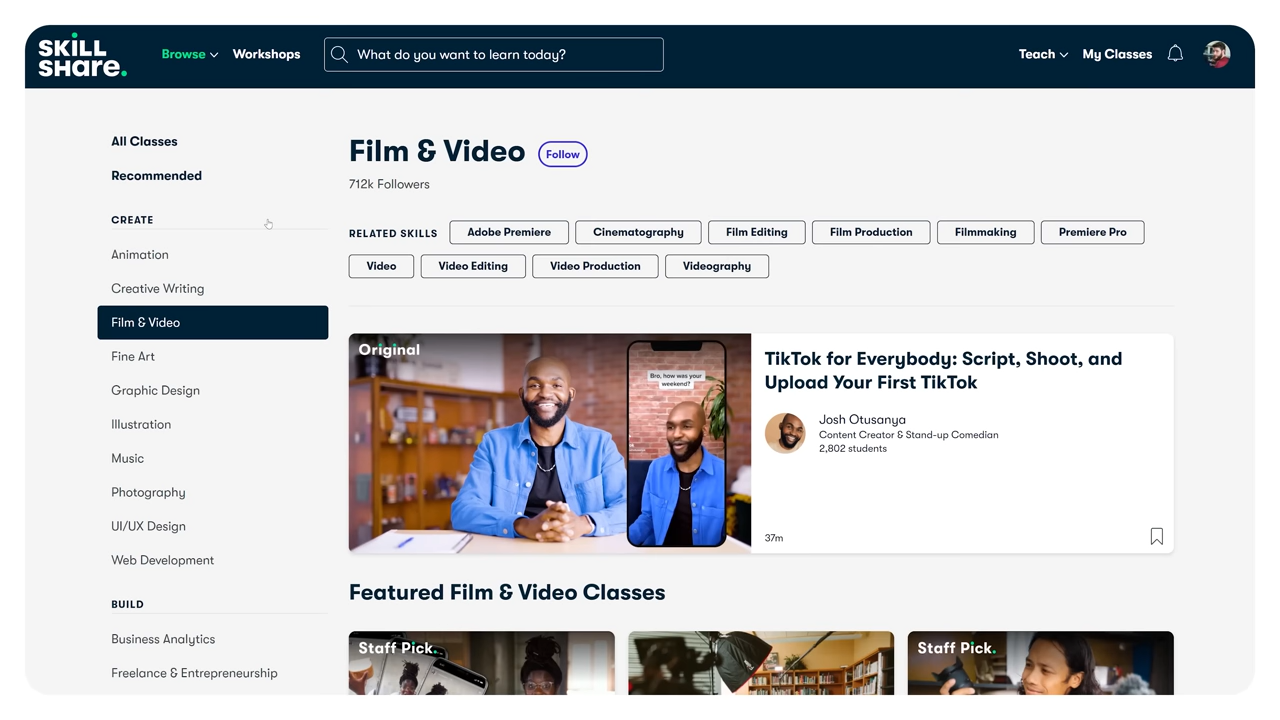 SKILL
SHARE.
Browse
Workshops
What do you want to learn today?
Teach
My Classes
All Classes
Recommended
CREATE
Animation
Creative Writing
Film & Video
Fine Art
Graphic Design
Illustration
Music
Photography
UI/UX Design
Web Development
BUILD
Business Analytics
Freelance & Entrepreneurship
Film & Video
Follow
712k Followers
RELATED SKILLS
Adobe Premiere
Cinematography
Film Editing
Film Production
Filmmaking
Premiere Pro
Video
Video Editing
Video Production
Videography
Original
Bro, how was your
weekend?
TikTok for Everybody: Script, Shoot, and
Upload Your First TikTok
Josh Otusanya
Content Creator & Stand-up Comedian
2,802 students
37m
Featured Film & Video Classes
Staff Pick.
Staff Pick.